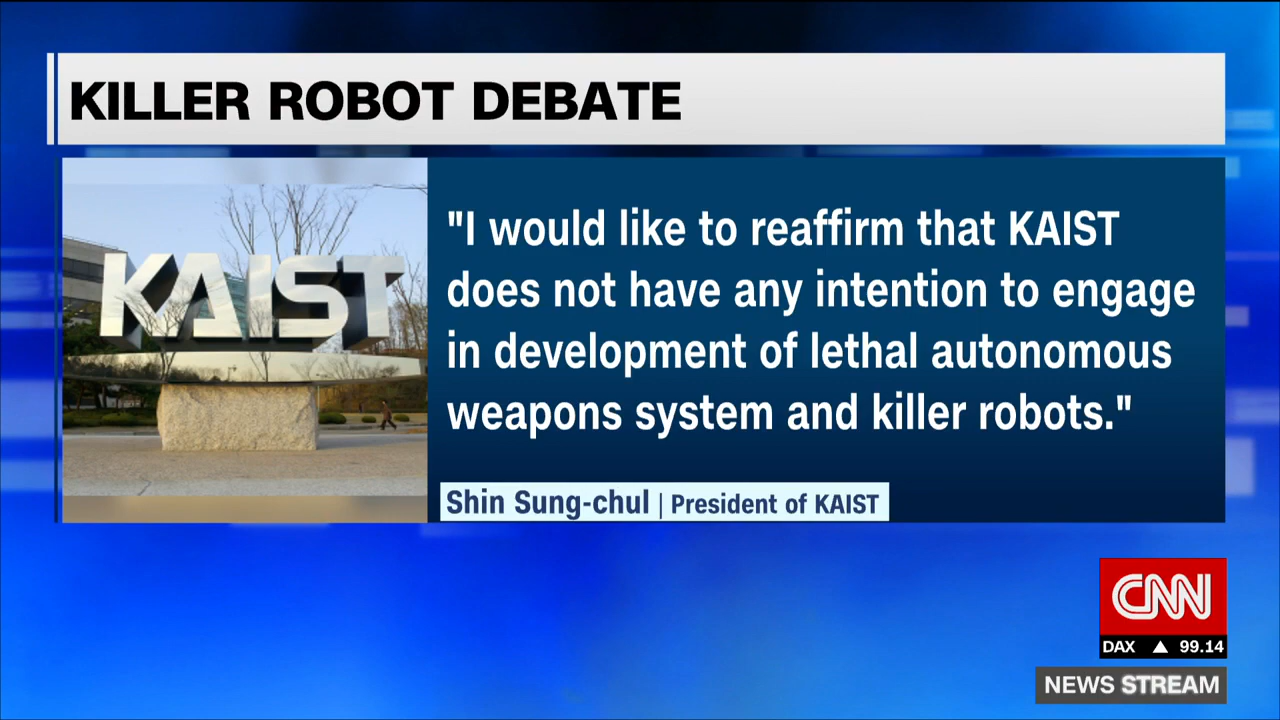 KILLER ROBOT DEBATE
KAIST
"I would like to reaffirm that KAIST
does not have any intention to engage
in development of lethal autonomous
weapons system and killer robots."
Shin Sung-chul | President of KAIST
CNN
DAX ▲ 99.14
NEWS STREAM